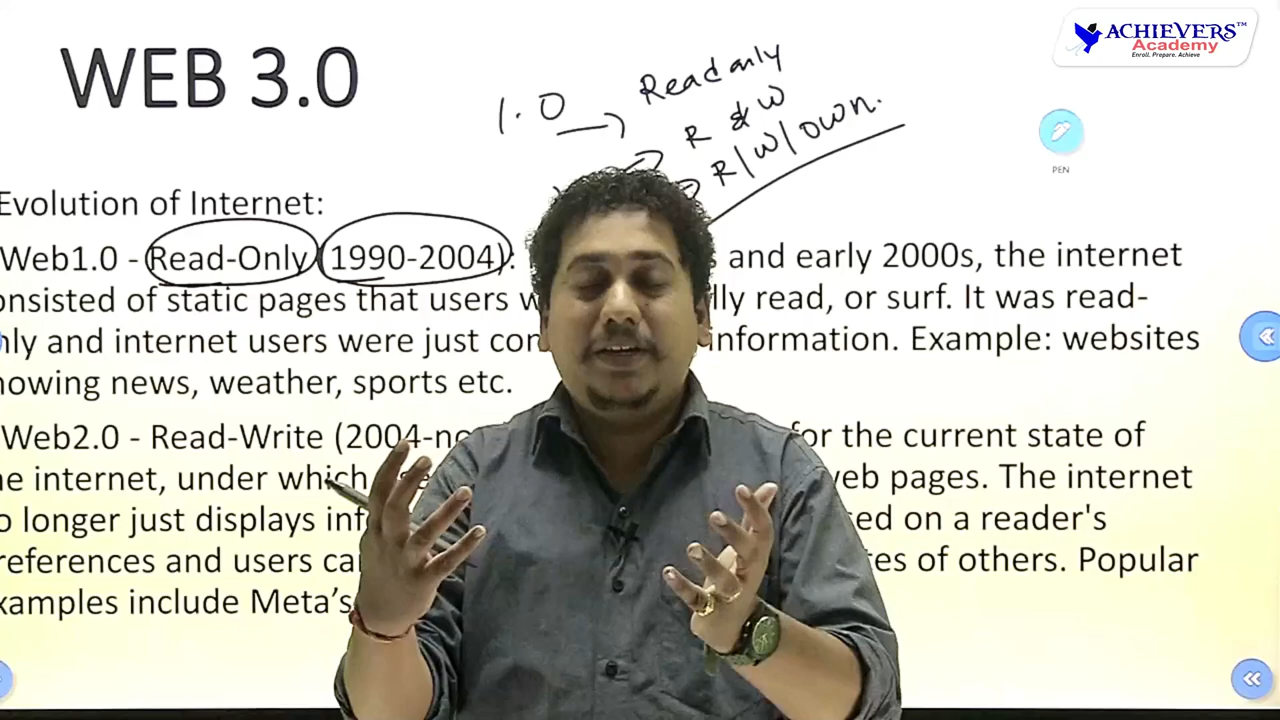 ACHIEVERS™
Academy
Enroll. Prepare. Achieve
WEB 3.0
1.0 → Read only
R & W
R/W/Own.
PEN
Evolution of Internet:
Web1.0 - Read-Only (1990-2004): and early 2000s, the internet
onsisted of static pages that users lly read, or surf. It was read-
nly and internet users were just con information. Example: websites
howing news, weather, sports etc.
Web2.0 - Read-Write (2004-no for the current state of
he internet, under which web pages. The internet
o longer just displays inf sed on a reader's
references and users ca es of others. Popular
xamples include Meta's